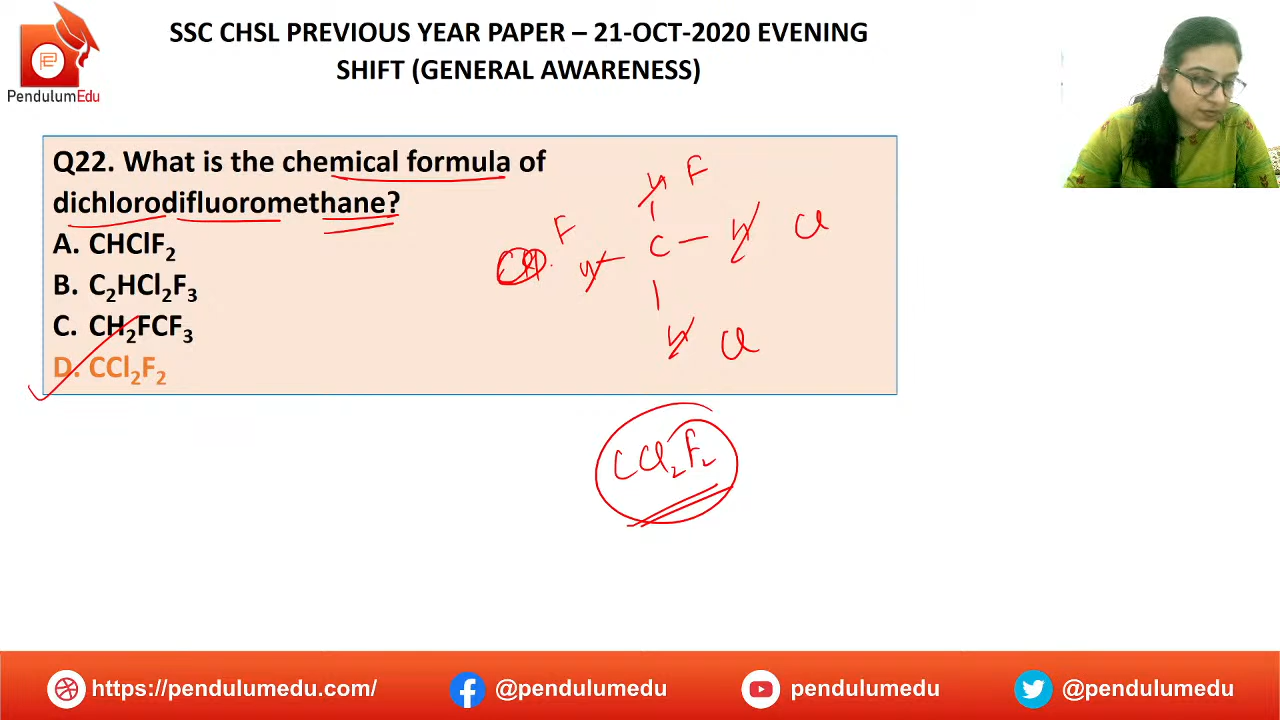 SSC CHSL PREVIOUS YEAR PAPER – 21-OCT-2020 EVENING
SHIFT (GENERAL AWARENESS)
PendulumEdu
Q22. What is the chemical formula of
dichlorodifluoromethane?
A. CHClF₂
B. C₂HCl₂F₃
C. CH₂FCF₃
D. CCl₂F₂
F
F
C
Cl
Cl
CCl₂F₂
https://pendulumedu.com/
@pendulumedu
pendulumedu
@pendulumedu